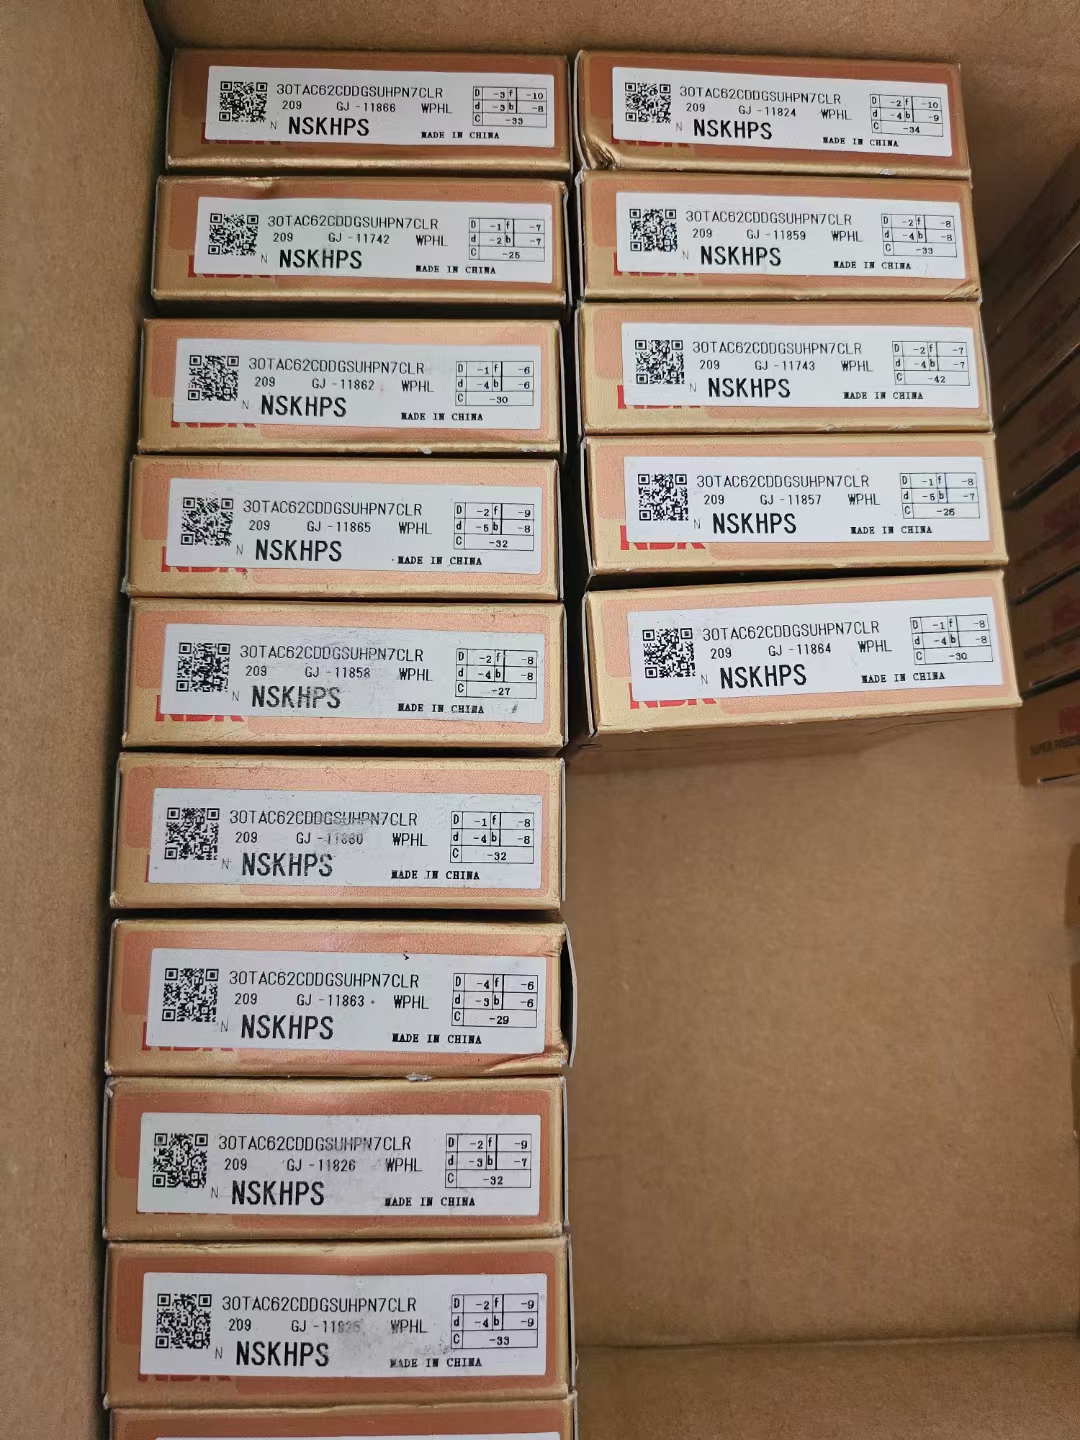 30TAC62CDDGSUHPN7CLR
209 GJ -11866 WPHL
N NSKHPS
MADE IN CHINA
D -3 f -10
d -3 b -8
C -33
30TAC62CDDGSUHPN7CLR
209 GJ -11742 WPHL
N NSKHPS
MADE IN CHINA
D -1 f -7
d -2 b -7
C -25
30TAC62CDDGSUHPN7CLR
209 GJ -11862 WPHL
N NSKHPS
MADE IN CHINA
D -1 f -6
d -4 b -6
C -30
30TAC62CDDGSUHPN7CLR
209 GJ -11865 WPHL
N NSKHPS
MADE IN CHINA
D -2 f -9
d -5 b -8
C -32
30TAC62CDDGSUHPN7CLR
209 GJ -11858 WPHL
N NSKHPS
MADE IN CHINA
D -2 f -8
d -4 b -8
C -27
30TAC62CDDGSUHPN7CLR
209 GJ -11860 WPHL
N NSKHPS
MADE IN CHINA
D -1 f -8
d -4 b -8
C -32
30TAC62CDDGSUHPN7CLR
209 GJ -11863 WPHL
N NSKHPS
MADE IN CHINA
D -4 f -6
d -3 b -6
C -29
30TAC62CDDGSUHPN7CLR
209 GJ -11826 WPHL
N NSKHPS
MADE IN CHINA
D -2 f -9
d -3 b -7
C -32
30TAC62CDDGSUHPN7CLR
209 GJ WPHL
N NSKHPS
MADE IN CHINA
D -2 f -9
d -4 b -9
C -33
30TAC62CDDGSUHPN7CLR
209 GJ -11824 WPHL
N NSKHPS
MADE IN CHINA
D -2 f -10
d -4 b -9
C -34
30TAC62CDDGSUHPN7CLR
209 GJ -11859 WPHL
N NSKHPS
MADE IN CHINA
D -2 f -8
d -4 b -8
C -33
30TAC62CDDGSUHPN7CLR
209 GJ -11743 WPHL
N NSKHPS
MADE IN CHINA
D -2 f -7
d -4 b -7
C -42
30TAC62CDDGSUHPN7CLR
209 GJ -11857 WPHL
N NSKHPS
MADE IN CHINA
D -1 f -8
d -5 b -7
C -26
30TAC62CDDGSUHPN7CLR
209 GJ -11864 WPHL
N NSKHPS
MADE IN CHINA
D -1 f -8
d -4 b -8
C -30